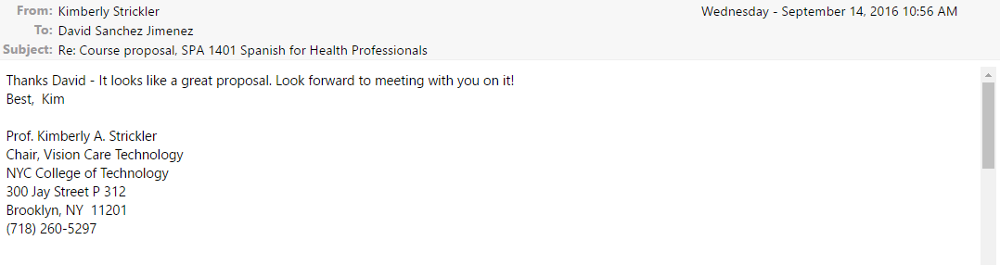 From: Kimberly Strickler Wednesday - September 14, 2016 10:56 AM
To: David Sanchez Jimenez
Subject: Re: Course proposal, SPA 1401 Spanish for Health Professionals
Thanks David - It looks like a great proposal. Look forward to meeting with you on it!
Best,  Kim
Prof. Kimberly A. Strickler
Chair, Vision Care Technology
NYC College of Technology
300 Jay Street P 312
Brooklyn, NY  11201
(718) 260-5297